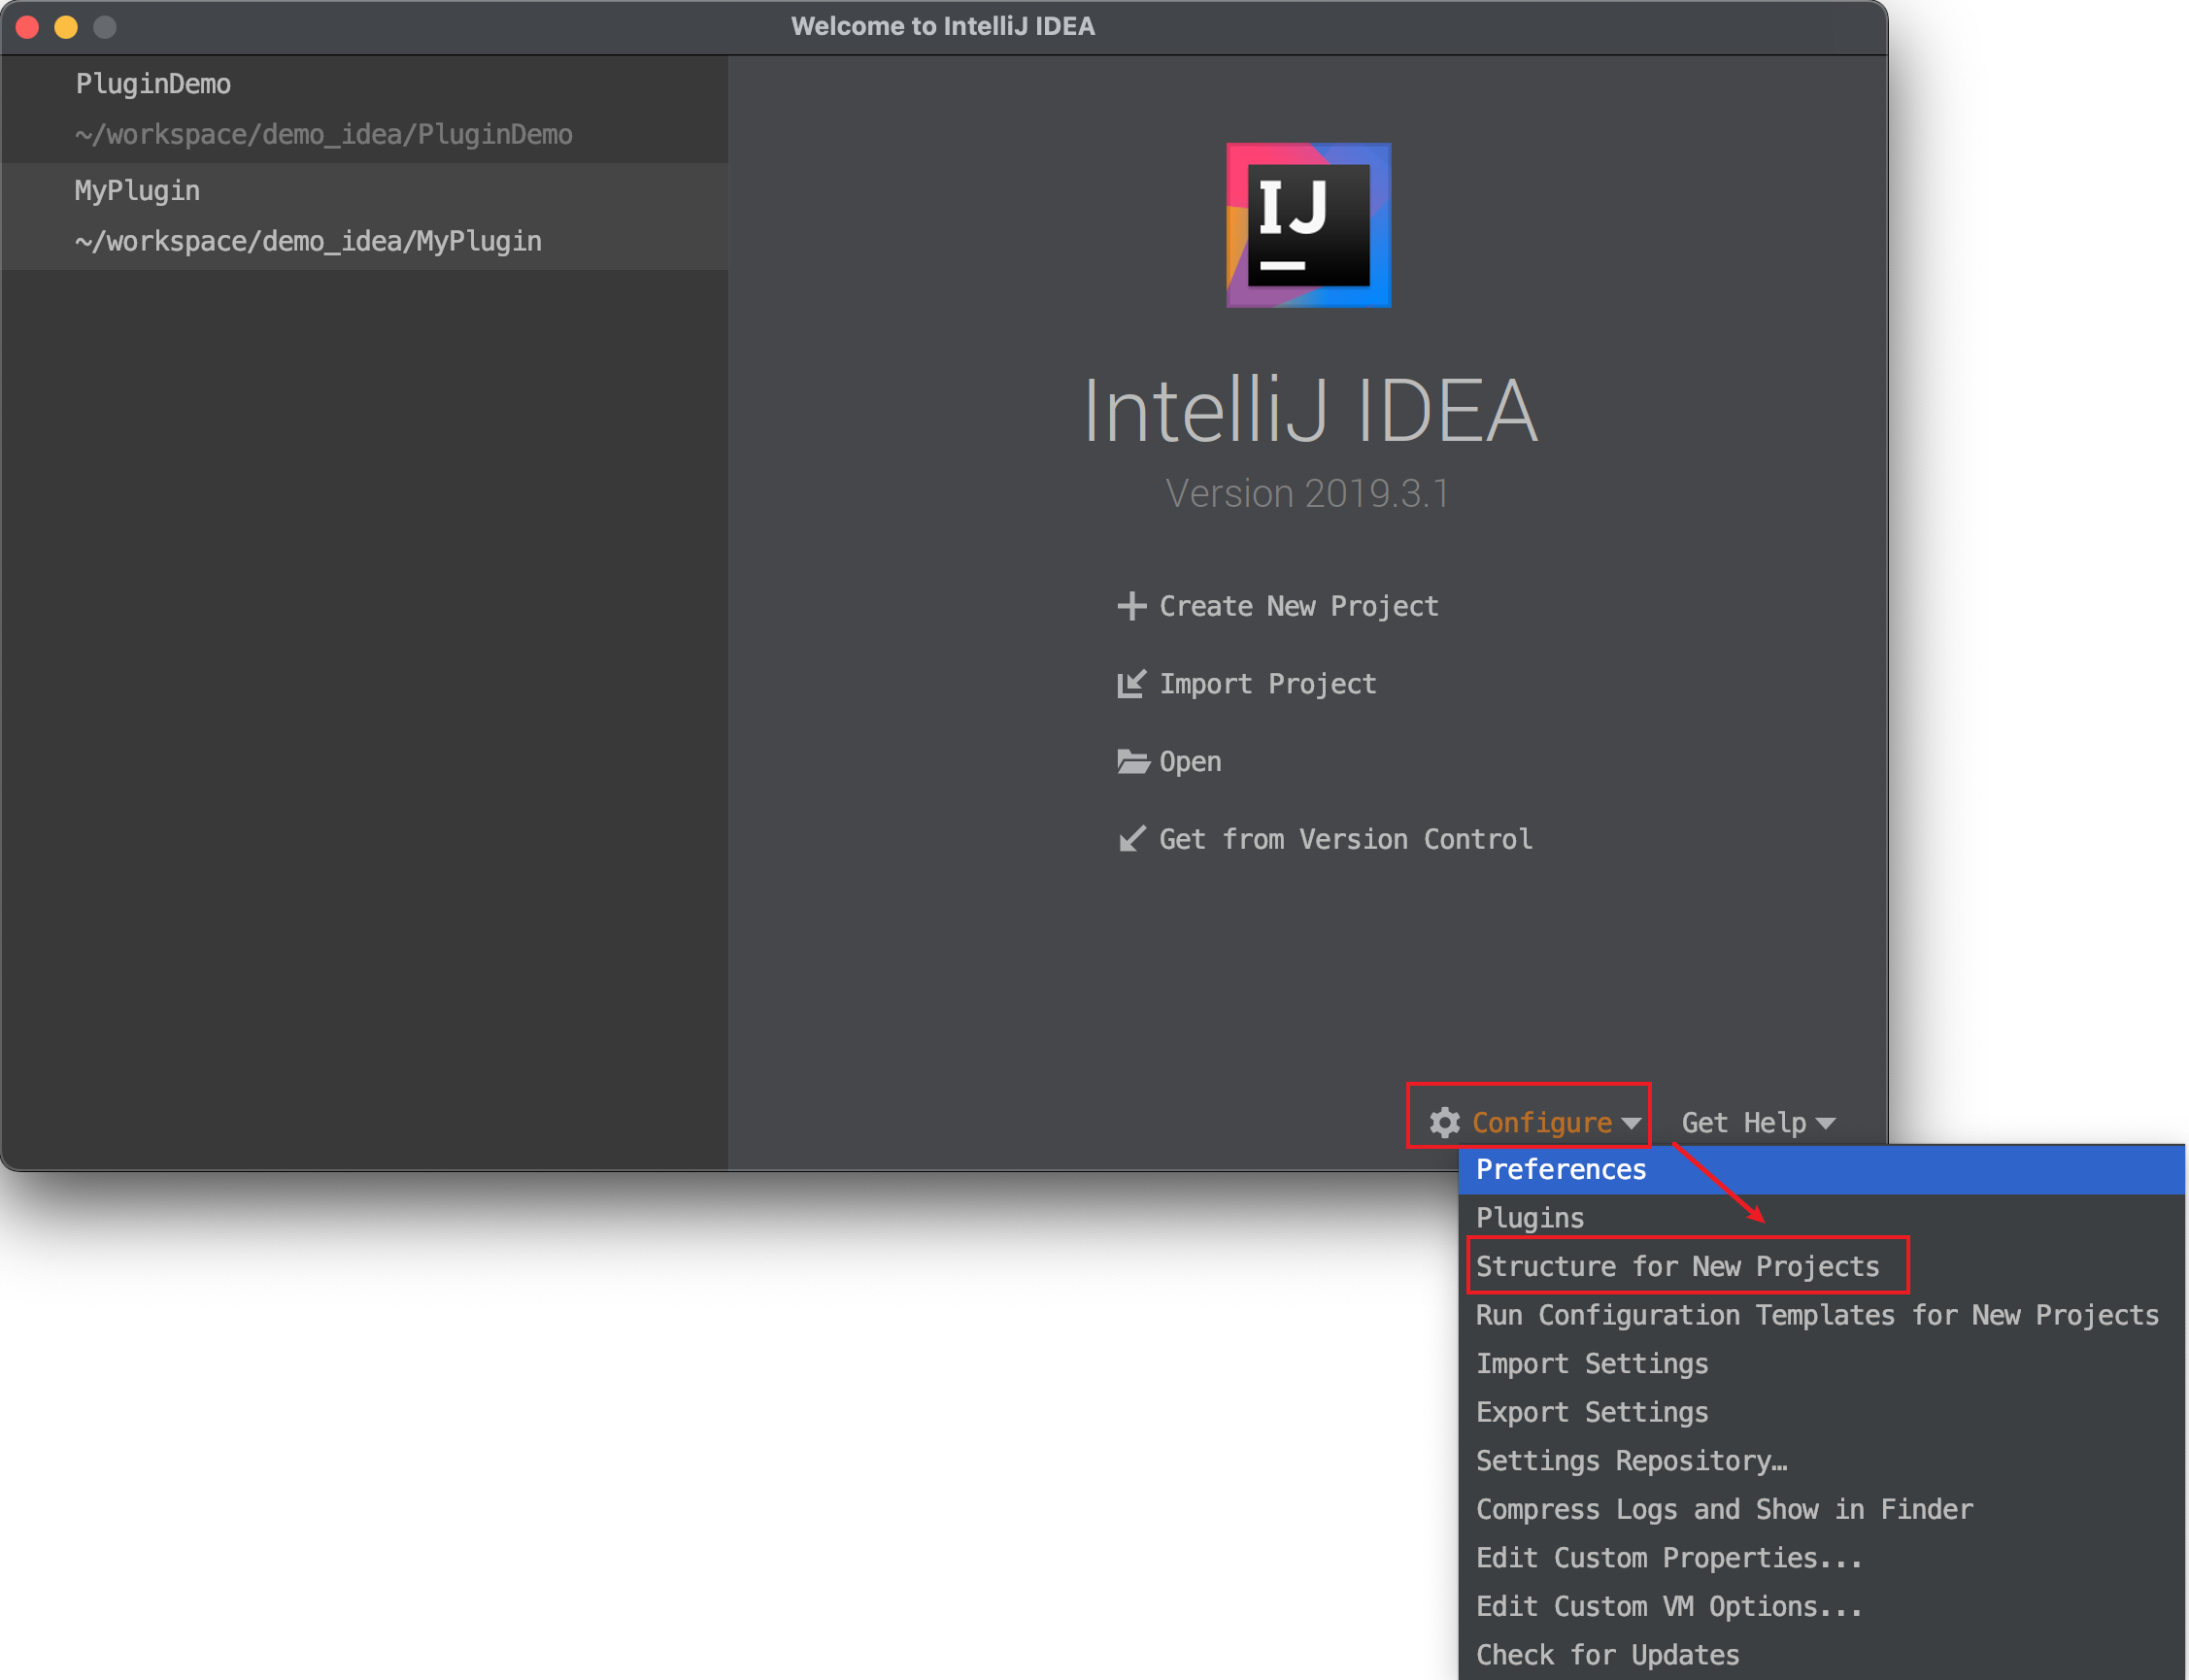 Welcome to IntelliJ IDEA
PluginDemo
~/workspace/demo_idea/PluginDemo
MyPlugin
~/workspace/demo_idea/MyPlugin
IJ
IntelliJ IDEA
Version 2019.3.1
Create New Project
Import Project
Open
Get from Version Control
Configure
Get Help
Preferences
Plugins
Structure for New Projects
Run Configuration Templates for New Projects
Import Settings
Export Settings
Settings Repository…
Compress Logs and Show in Finder
Edit Custom Properties...
Edit Custom VM Options...
Check for Updates